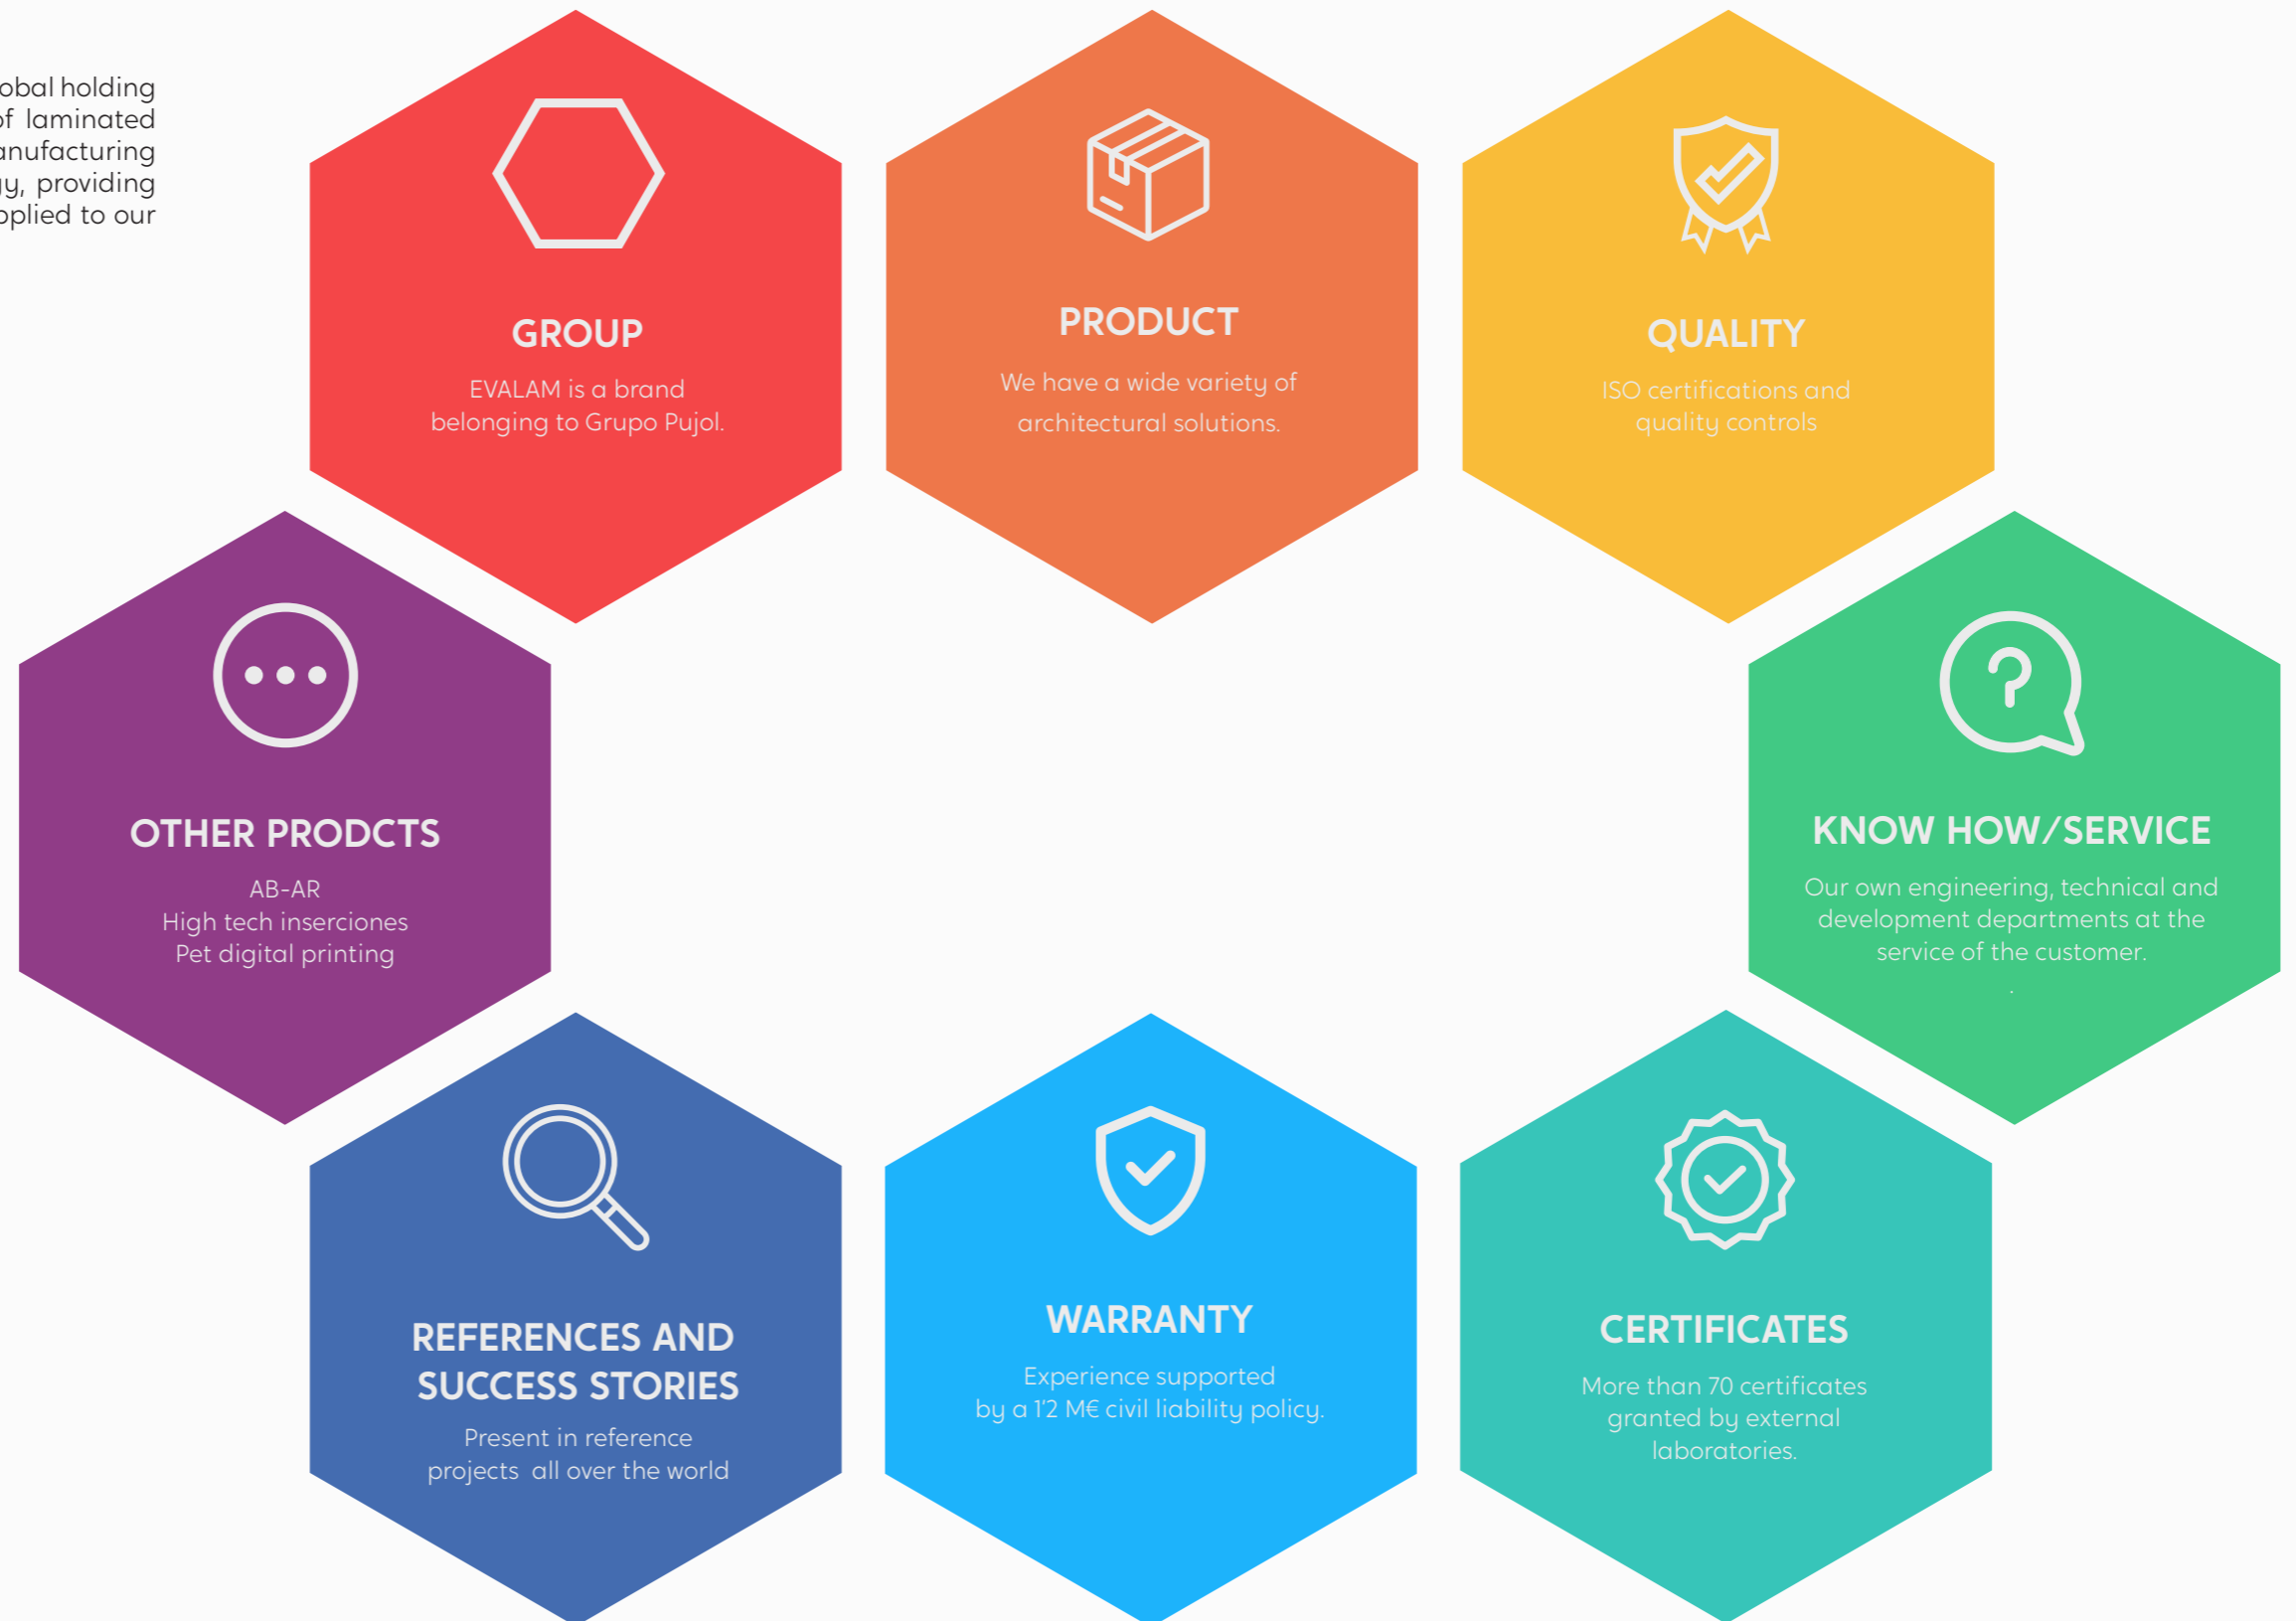 holding
of laminated
providing
to our
GROUP
EVALAM is a brand
belonging to Grupo Pujol.
PRODUCT
We have a wide variety of
architectural solutions.
QUALITY
ISO certifications and
quality controls
OTHER PRODCTS
AB-AR
High tech inserciones
Pet digital printing
KNOW HOW/SERVICE
Our own engineering, technical and
development departments at the
service of the customer.
.
REFERENCES AND
SUCCESS STORIES
Present in reference
projects all over the world
WARRANTY
Experience supported
by a 1'2 M€ civil liability policy.
CERTIFICATES
More than 70 certificates
granted by external
laboratories.